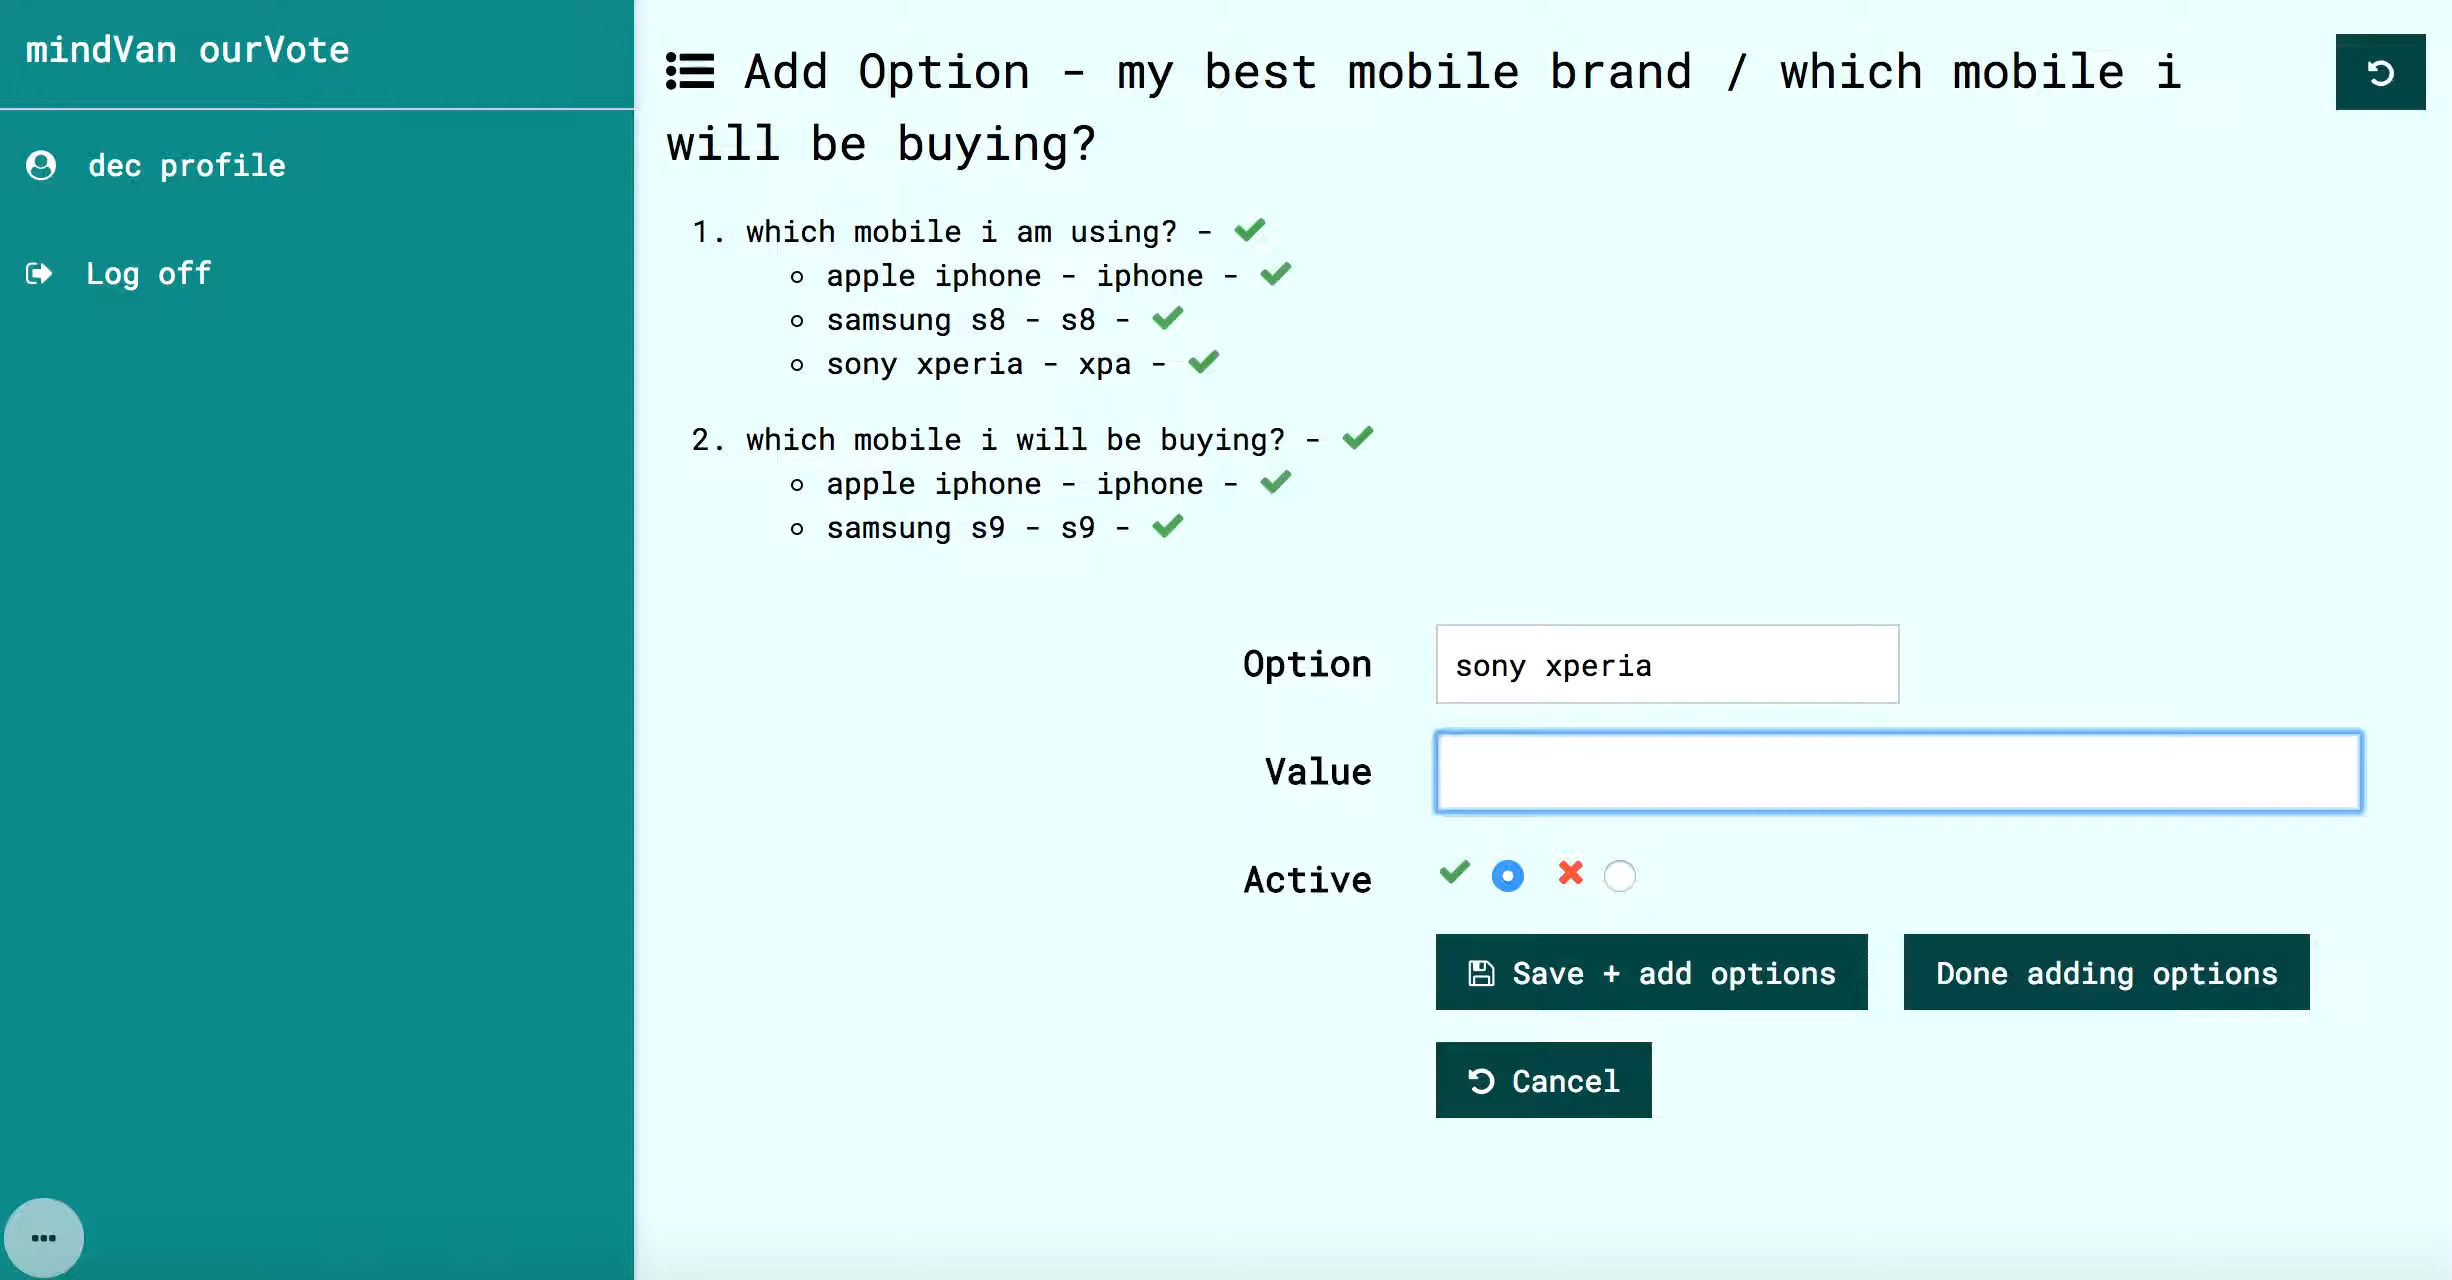 mindVan ourVote
dec profile
Log off
Add Option - my best mobile brand / which mobile i
will be buying?
1. which mobile i am using? -
apple iphone - iphone -
samsung s8 - s8 -
sony xperia - xpa -
2. which mobile i will be buying? -
apple iphone - iphone -
samsung s9 - s9 -
Option sony xperia
Value
Active
Save + add options Done adding options
Cancel